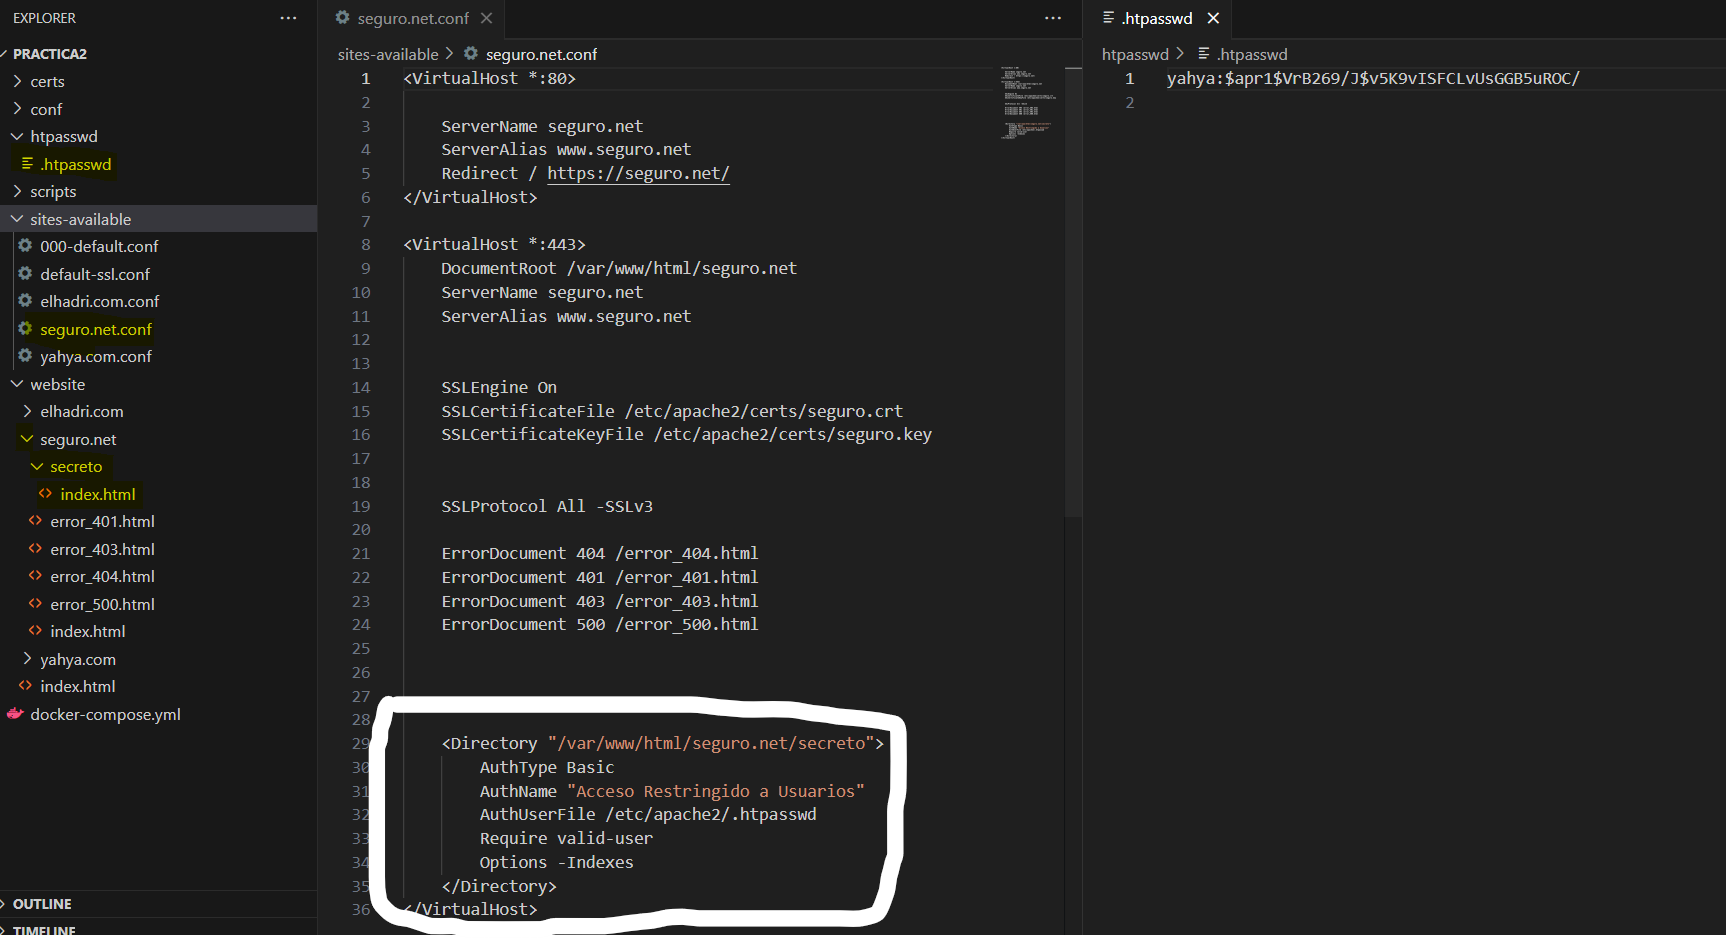 EXPLORER
PRACTICA2
certs
conf
htpasswd
.htpasswd
scripts
sites-available
000-default.conf
default-ssl.conf
elhadri.com.conf
seguro.net.conf
yahya.com.conf
website
elhadri.com
seguro.net
secreto
index.html
error_401.html
error_403.html
error_404.html
error_500.html
index.html
yahya.com
index.html
docker-compose.yml
OUTLINE
TIMELINE
seguro.net.conf
sites-available > seguro.net.conf
1 <VirtualHost *:80>
2
3 ServerName seguro.net
4 ServerAlias www.seguro.net
5 Redirect / https://seguro.net/
6 </VirtualHost>
7
8 <VirtualHost *:443>
9 DocumentRoot /var/www/html/seguro.net
10 ServerName seguro.net
11 ServerAlias www.seguro.net
12
13
14 SSLEngine On
15 SSLCertificateFile /etc/apache2/certs/seguro.crt
16 SSLCertificateKeyFile /etc/apache2/certs/seguro.key
17
18
19 SSLProtocol All -SSLv3
20
21 ErrorDocument 404 /error_404.html
22 ErrorDocument 401 /error_401.html
23 ErrorDocument 403 /error_403.html
24 ErrorDocument 500 /error_500.html
25
26
27
28
29 <Directory "/var/www/html/seguro.net/secreto">
30 AuthType Basic
31 AuthName "Acceso Restringido a Usuarios"
32 AuthUserFile /etc/apache2/.htpasswd
33 Require valid-user
34 Options -Indexes
35 </Directory>
36 </VirtualHost>
.htpasswd
htpasswd > .htpasswd
1 yahya:$apr1$VrB269/J$v5K9vISFCLvUsGGB5uROC/
2